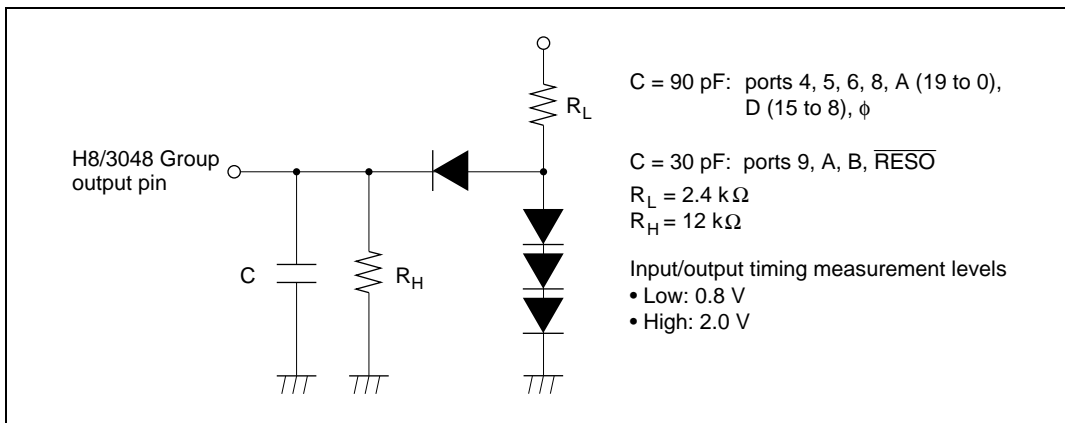 C = 90 pF: ports 4, 5, 6, 8, A (19 to 0),
D (15 to 8), ϕ
R_L
H8/3048 Group
output pin
C = 30 pF: ports 9, A, B, R̅E̅S̅O̅
R_L = 2.4 kΩ
R_H = 12 kΩ
C
R_H
Input/output timing measurement levels
• Low: 0.8 V
• High: 2.0 V